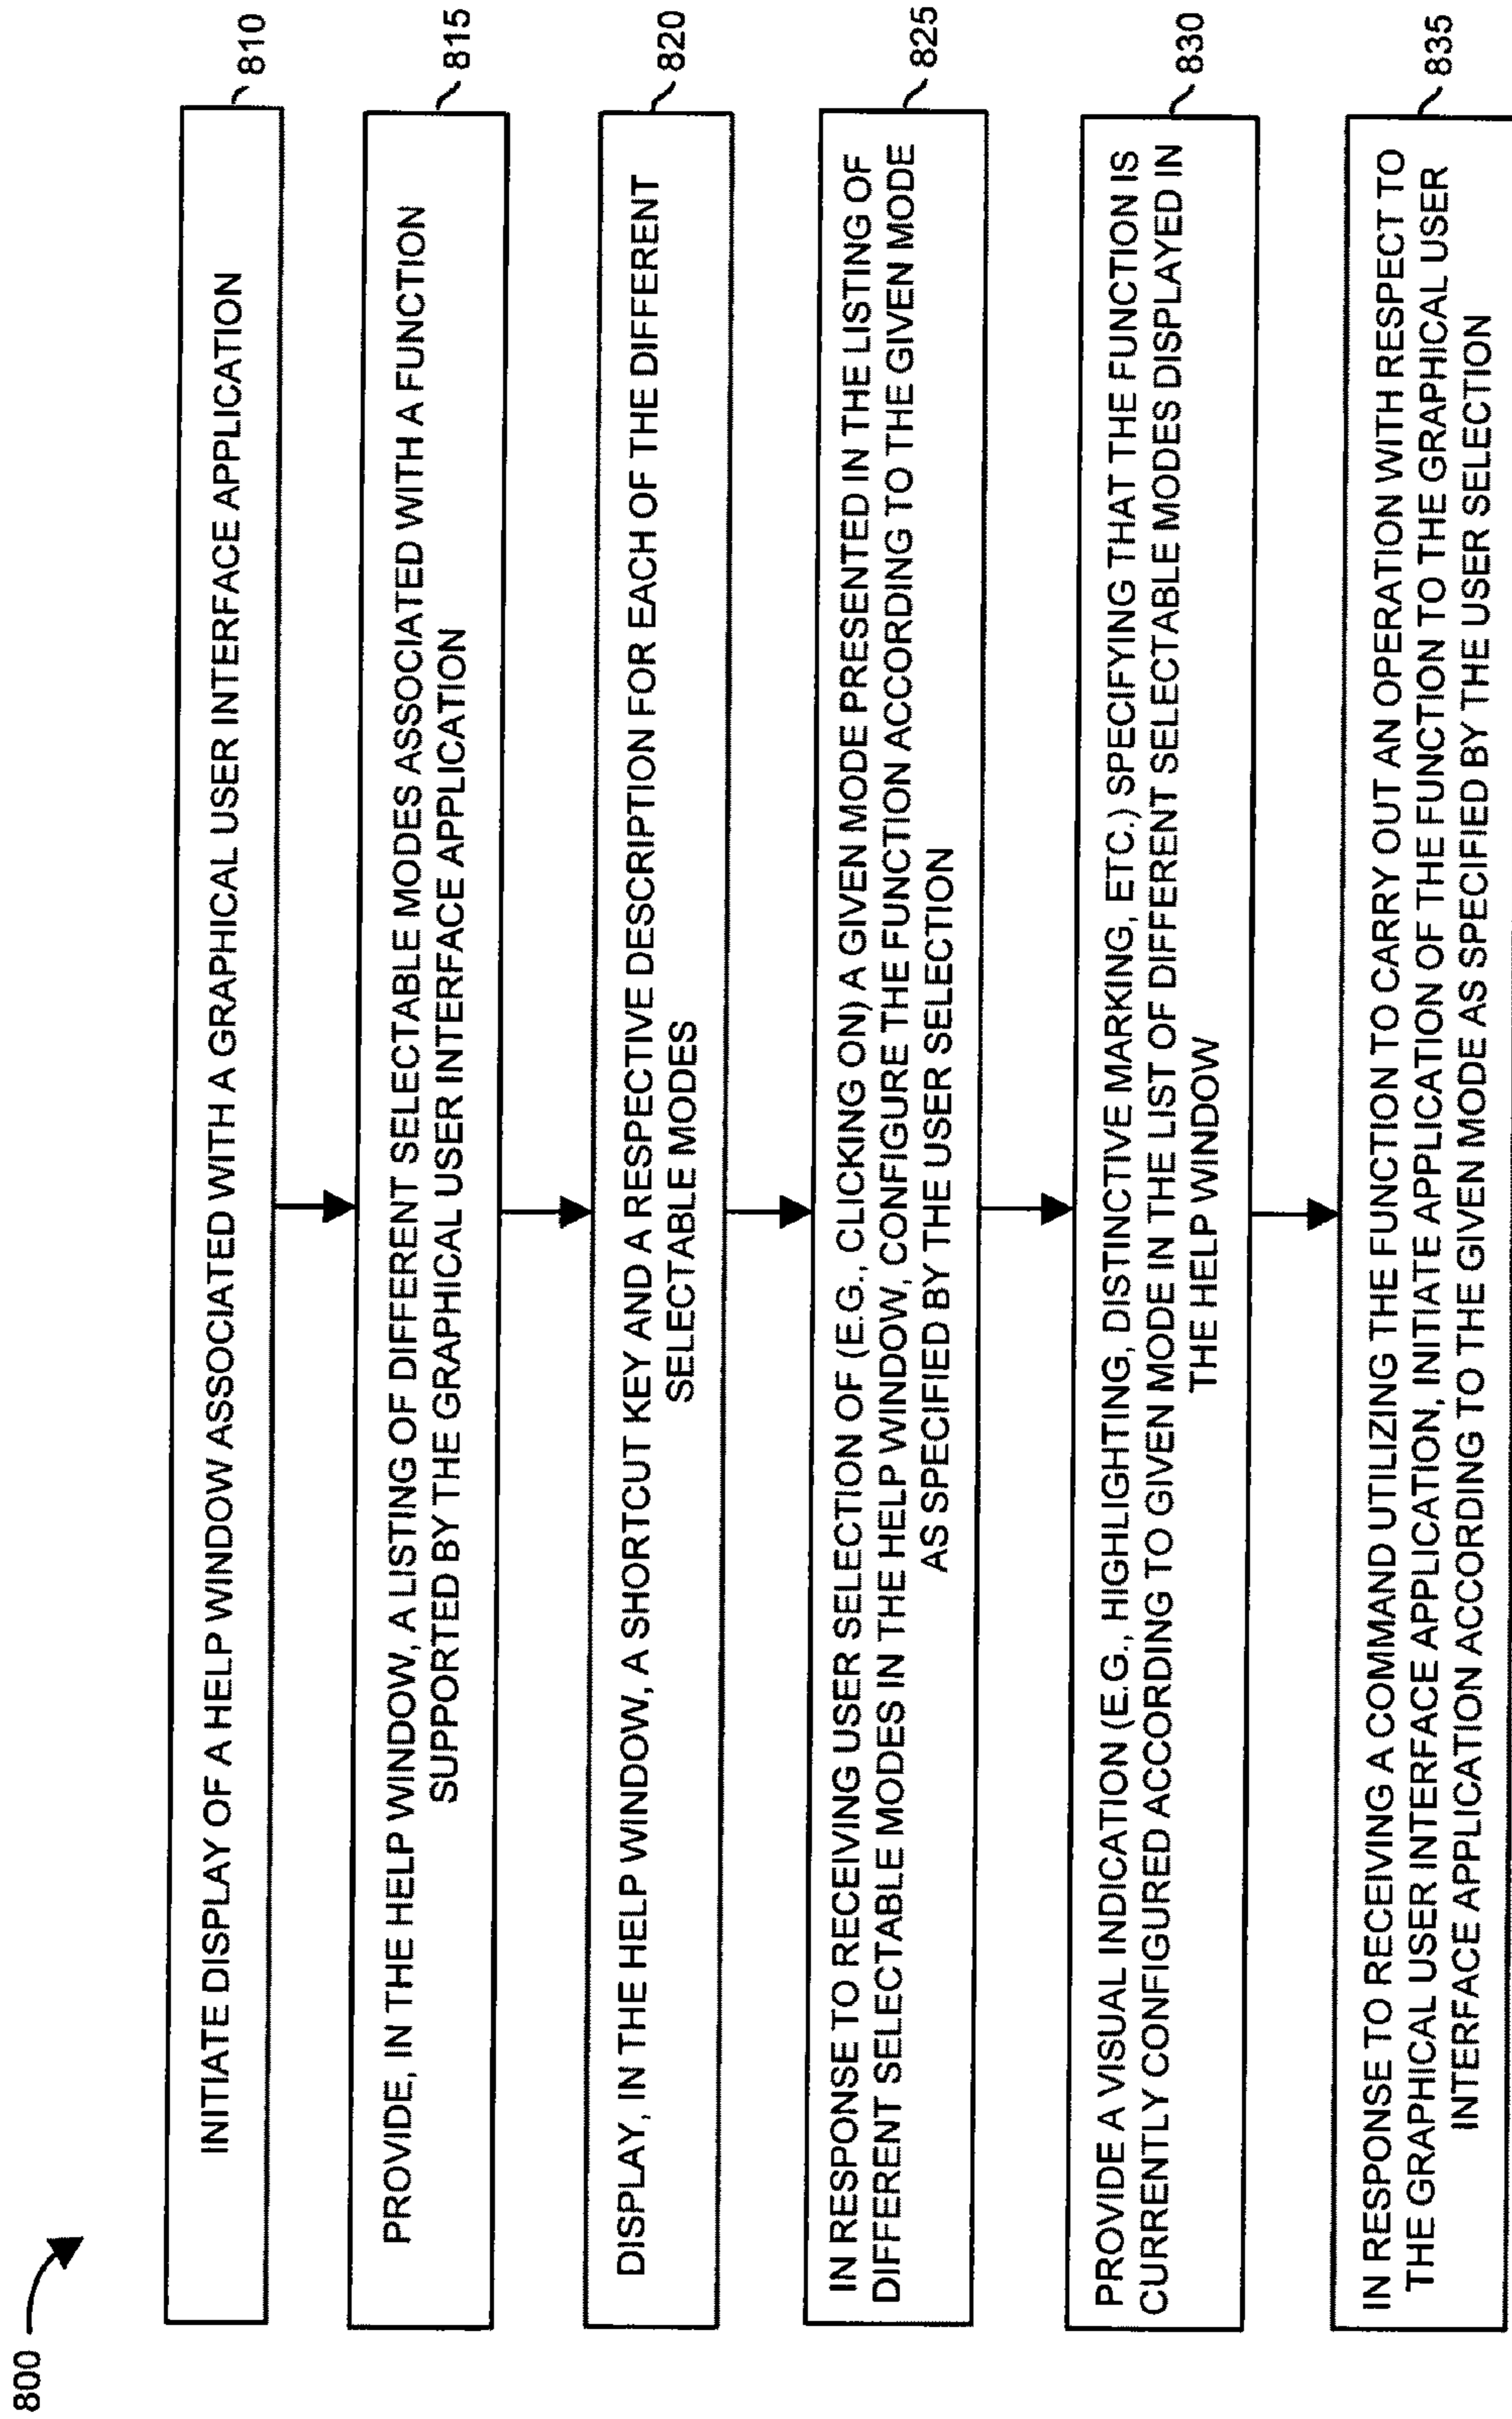 800
INITIATE DISPLAY OF A HELP WINDOW ASSOCIATED WITH A GRAPHICAL USER INTERFACE APPLICATION
810
PROVIDE, IN THE HELP WINDOW, A LISTING OF DIFFERENT SELECTABLE MODES ASSOCIATED WITH A FUNCTION
SUPPORTED BY THE GRAPHICAL USER INTERFACE APPLICATION
815
DISPLAY, IN THE HELP WINDOW, A SHORTCUT KEY AND A RESPECTIVE DESCRIPTION FOR EACH OF THE DIFFERENT
SELECTABLE MODES
820
IN RESPONSE TO RECEIVING USER SELECTION OF (E.G., CLICKING ON) A GIVEN MODE PRESENTED IN THE LISTING OF
DIFFERENT SELECTABLE MODES IN THE HELP WINDOW, CONFIGURE THE FUNCTION ACCORDING TO THE GIVEN MODE
AS SPECIFIED BY THE USER SELECTION
825
PROVIDE A VISUAL INDICATION (E.G., HIGHLIGHTING, DISTINCTIVE MARKING, ETC.) SPECIFYING THAT THE FUNCTION IS
CURRENTLY CONFIGURED ACCORDING TO GIVEN MODE IN THE LIST OF DIFFERENT SELECTABLE MODES DISPLAYED IN
THE HELP WINDOW
830
IN RESPONSE TO RECEIVING A COMMAND UTILIZING THE FUNCTION TO CARRY OUT AN OPERATION WITH RESPECT TO
THE GRAPHICAL USER INTERFACE APPLICATION, INITIATE APPLICATION OF THE FUNCTION TO THE GRAPHICAL USER
INTERFACE APPLICATION ACCORDING TO THE GIVEN MODE AS SPECIFIED BY THE USER SELECTION
835